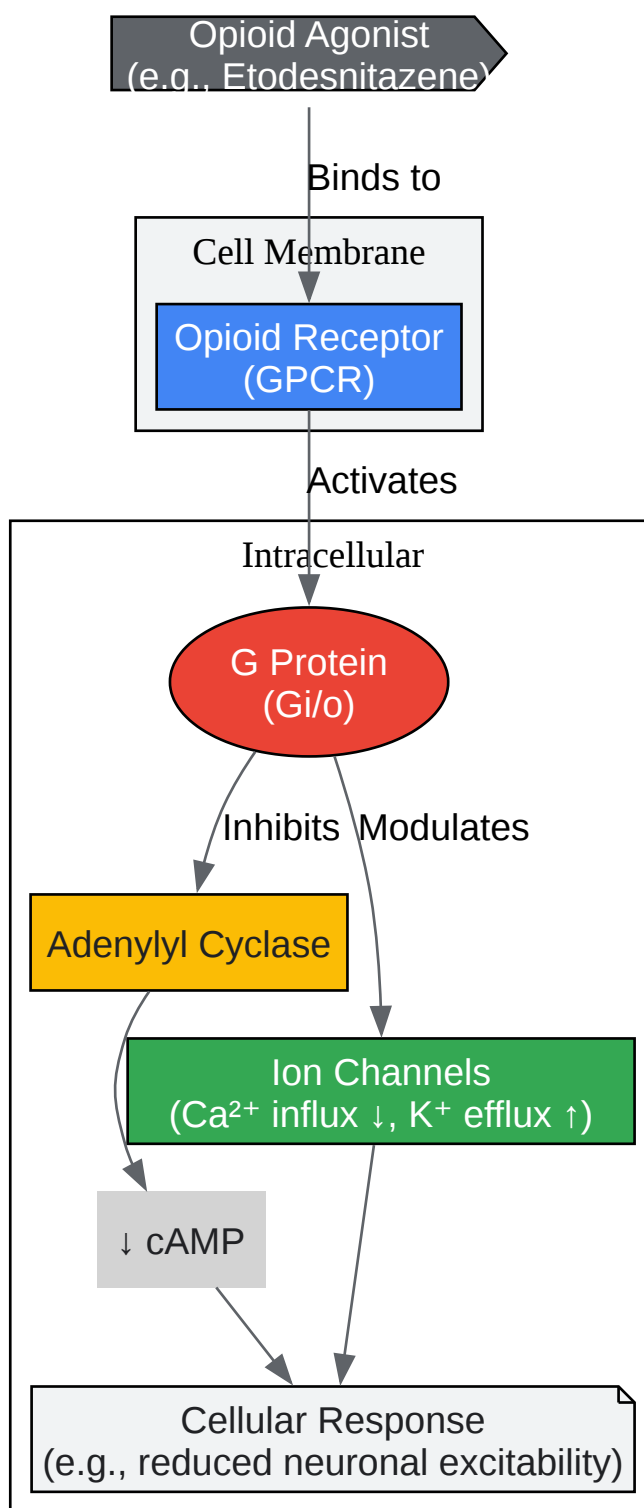 Opioid Agonist
(e.g., Etodesnitazene)
Binds to
Cell Membrane
Opioid Receptor
(GPCR)
Activates
Intracellular
G Protein
(Gi/o)
Inhibits
Modulates
Adenylyl Cyclase
Ion Channels
(Ca²⁺ influx ↓, K⁺ efflux ↑)
↓ cAMP
Cellular Response
(e.g., reduced neuronal excitability)